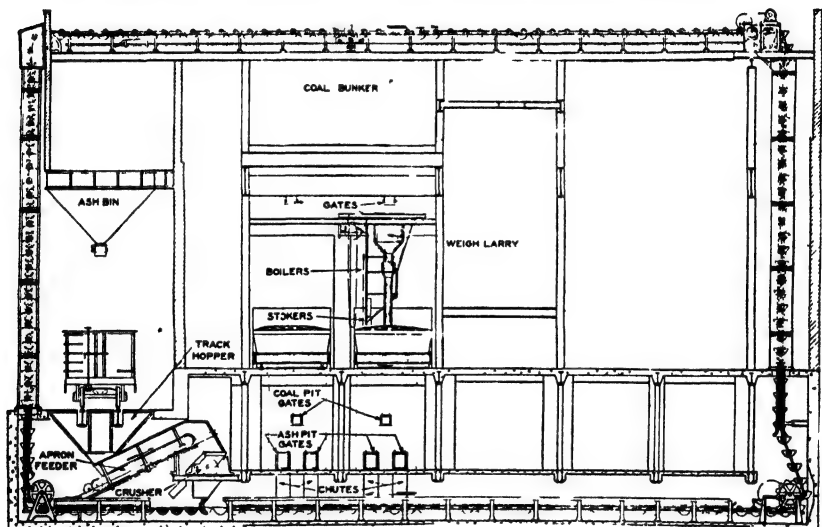 COAL BUNKER
ASH BIN
GATES
WEIGH LARRY
BOILERS
STOKERS
TRACK
HOPPER
COAL PIT
GATES
ASH PIT
GATES
APRON
FEEDER
CRUSHER
CHUTES